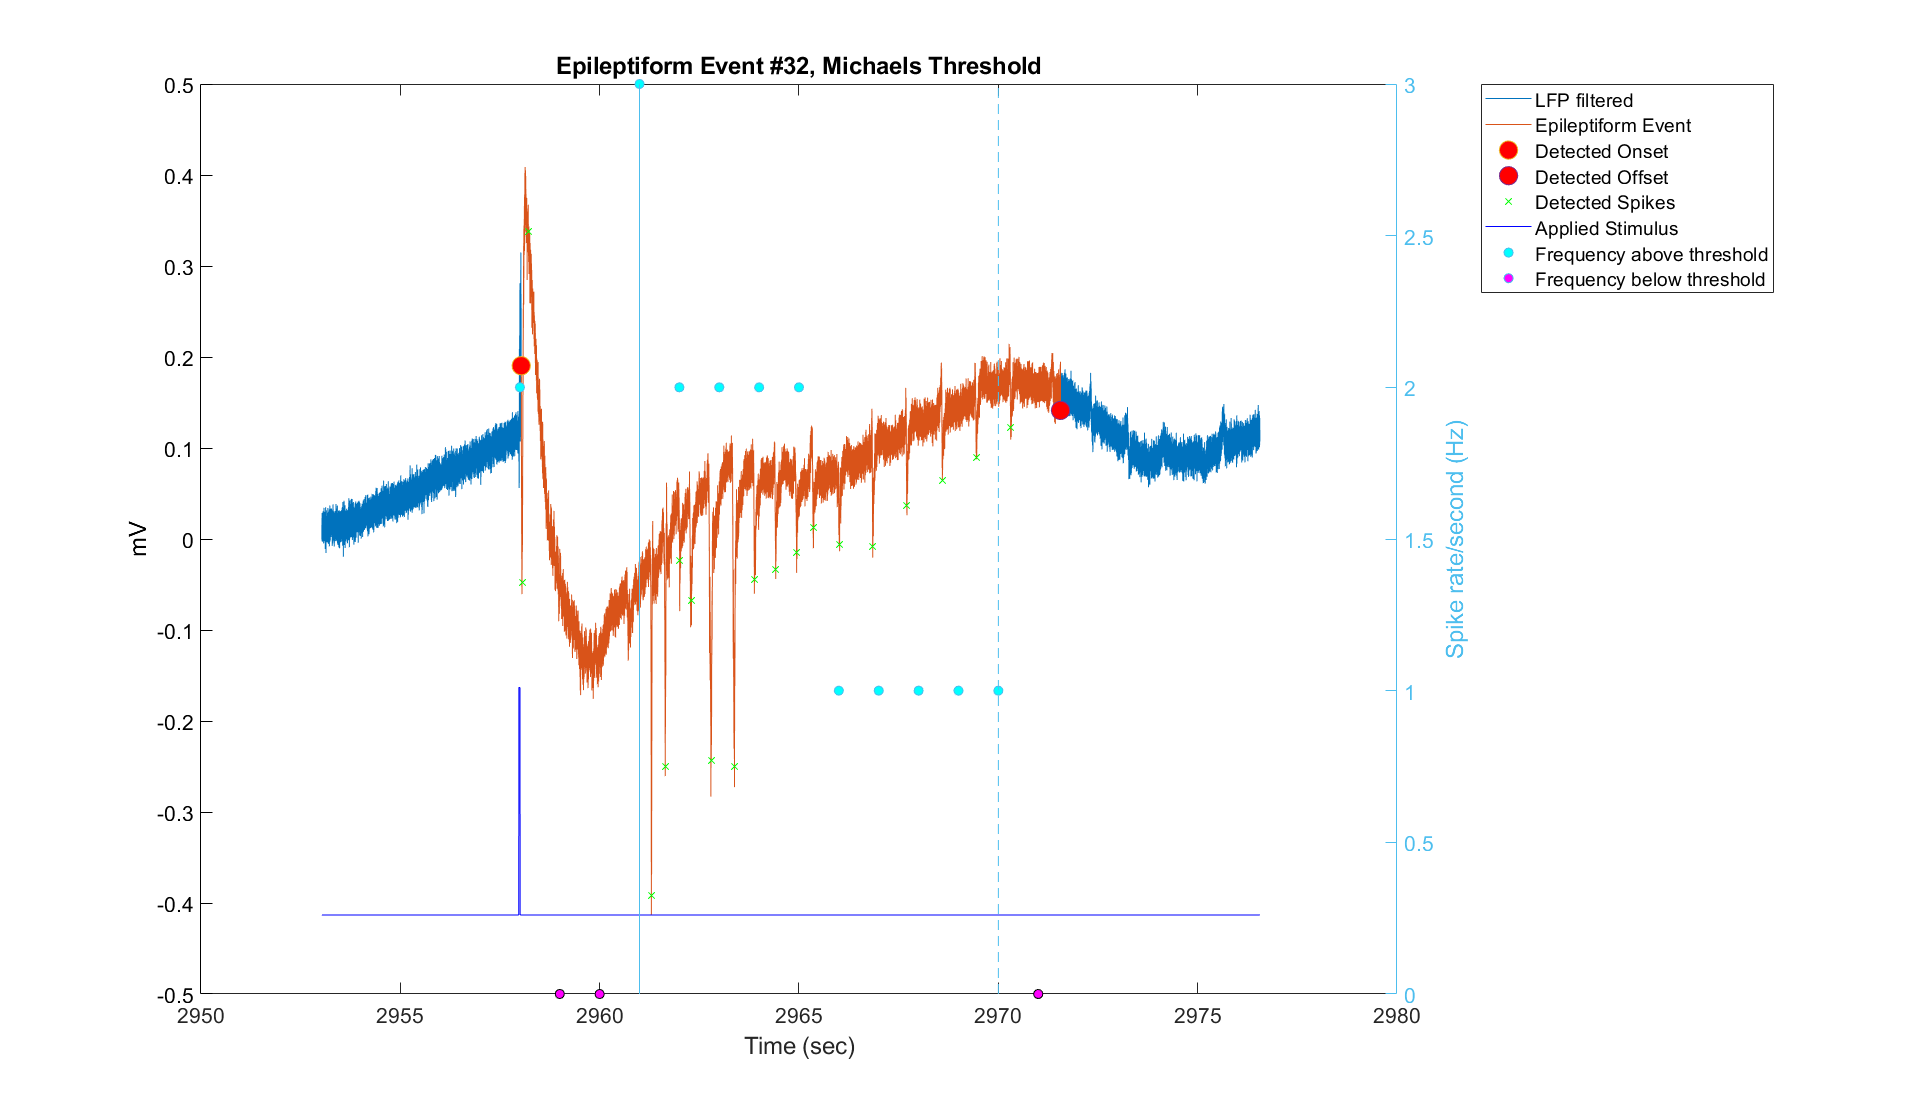 Epileptiform Event #32, Michaels Threshold
0.5
0.4
0.3
0.2
0.1
0
-0.1
-0.2
-0.3
-0.4
-0.5
mV
2950
2955
2960
2965
2970
2975
2980
Time (sec)
3
2.5
2
1.5
1
0.5
0
Spike rate/second (Hz)
LFP filtered
Epileptiform Event
Detected Onset
Detected Offset
Detected Spikes
Applied Stimulus
Frequency above threshold
Frequency below threshold